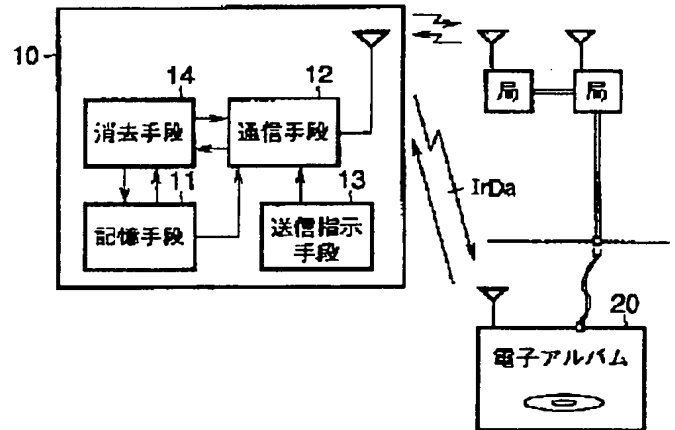 10
14
12
消去手段
通信手段
11
13
記憶手段
送信指示
手段
局
局
IrDa
20
電子アルバム